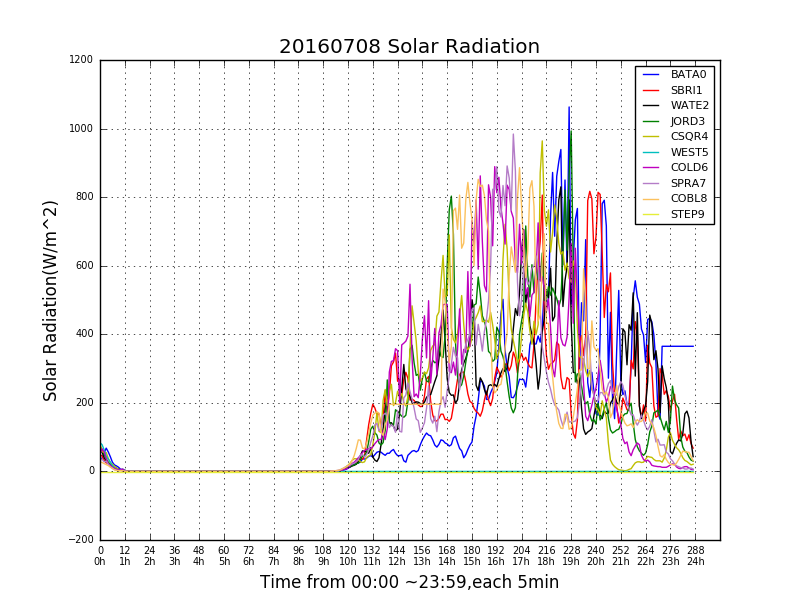 20160708 Solar Radiation
1200
1000
800
600
400
200
0
−200
Solar Radiation(W/m^2)
BATA0
SBRI1
WATE2
JORD3
CSQR4
WEST5
COLD6
SPRA7
COBL8
STEP9
0 12 24 36 48 60 72 84 96 108 120 132 144 156 168 180 192 204 216 228 240 252 264 276 288
0h 1h 2h 3h 4h 5h 6h 7h 8h 9h 10h 11h 12h 13h 14h 15h 16h 17h 18h 19h 20h 21h 22h 23h 24h
Time from 00:00 ~23:59,each 5min